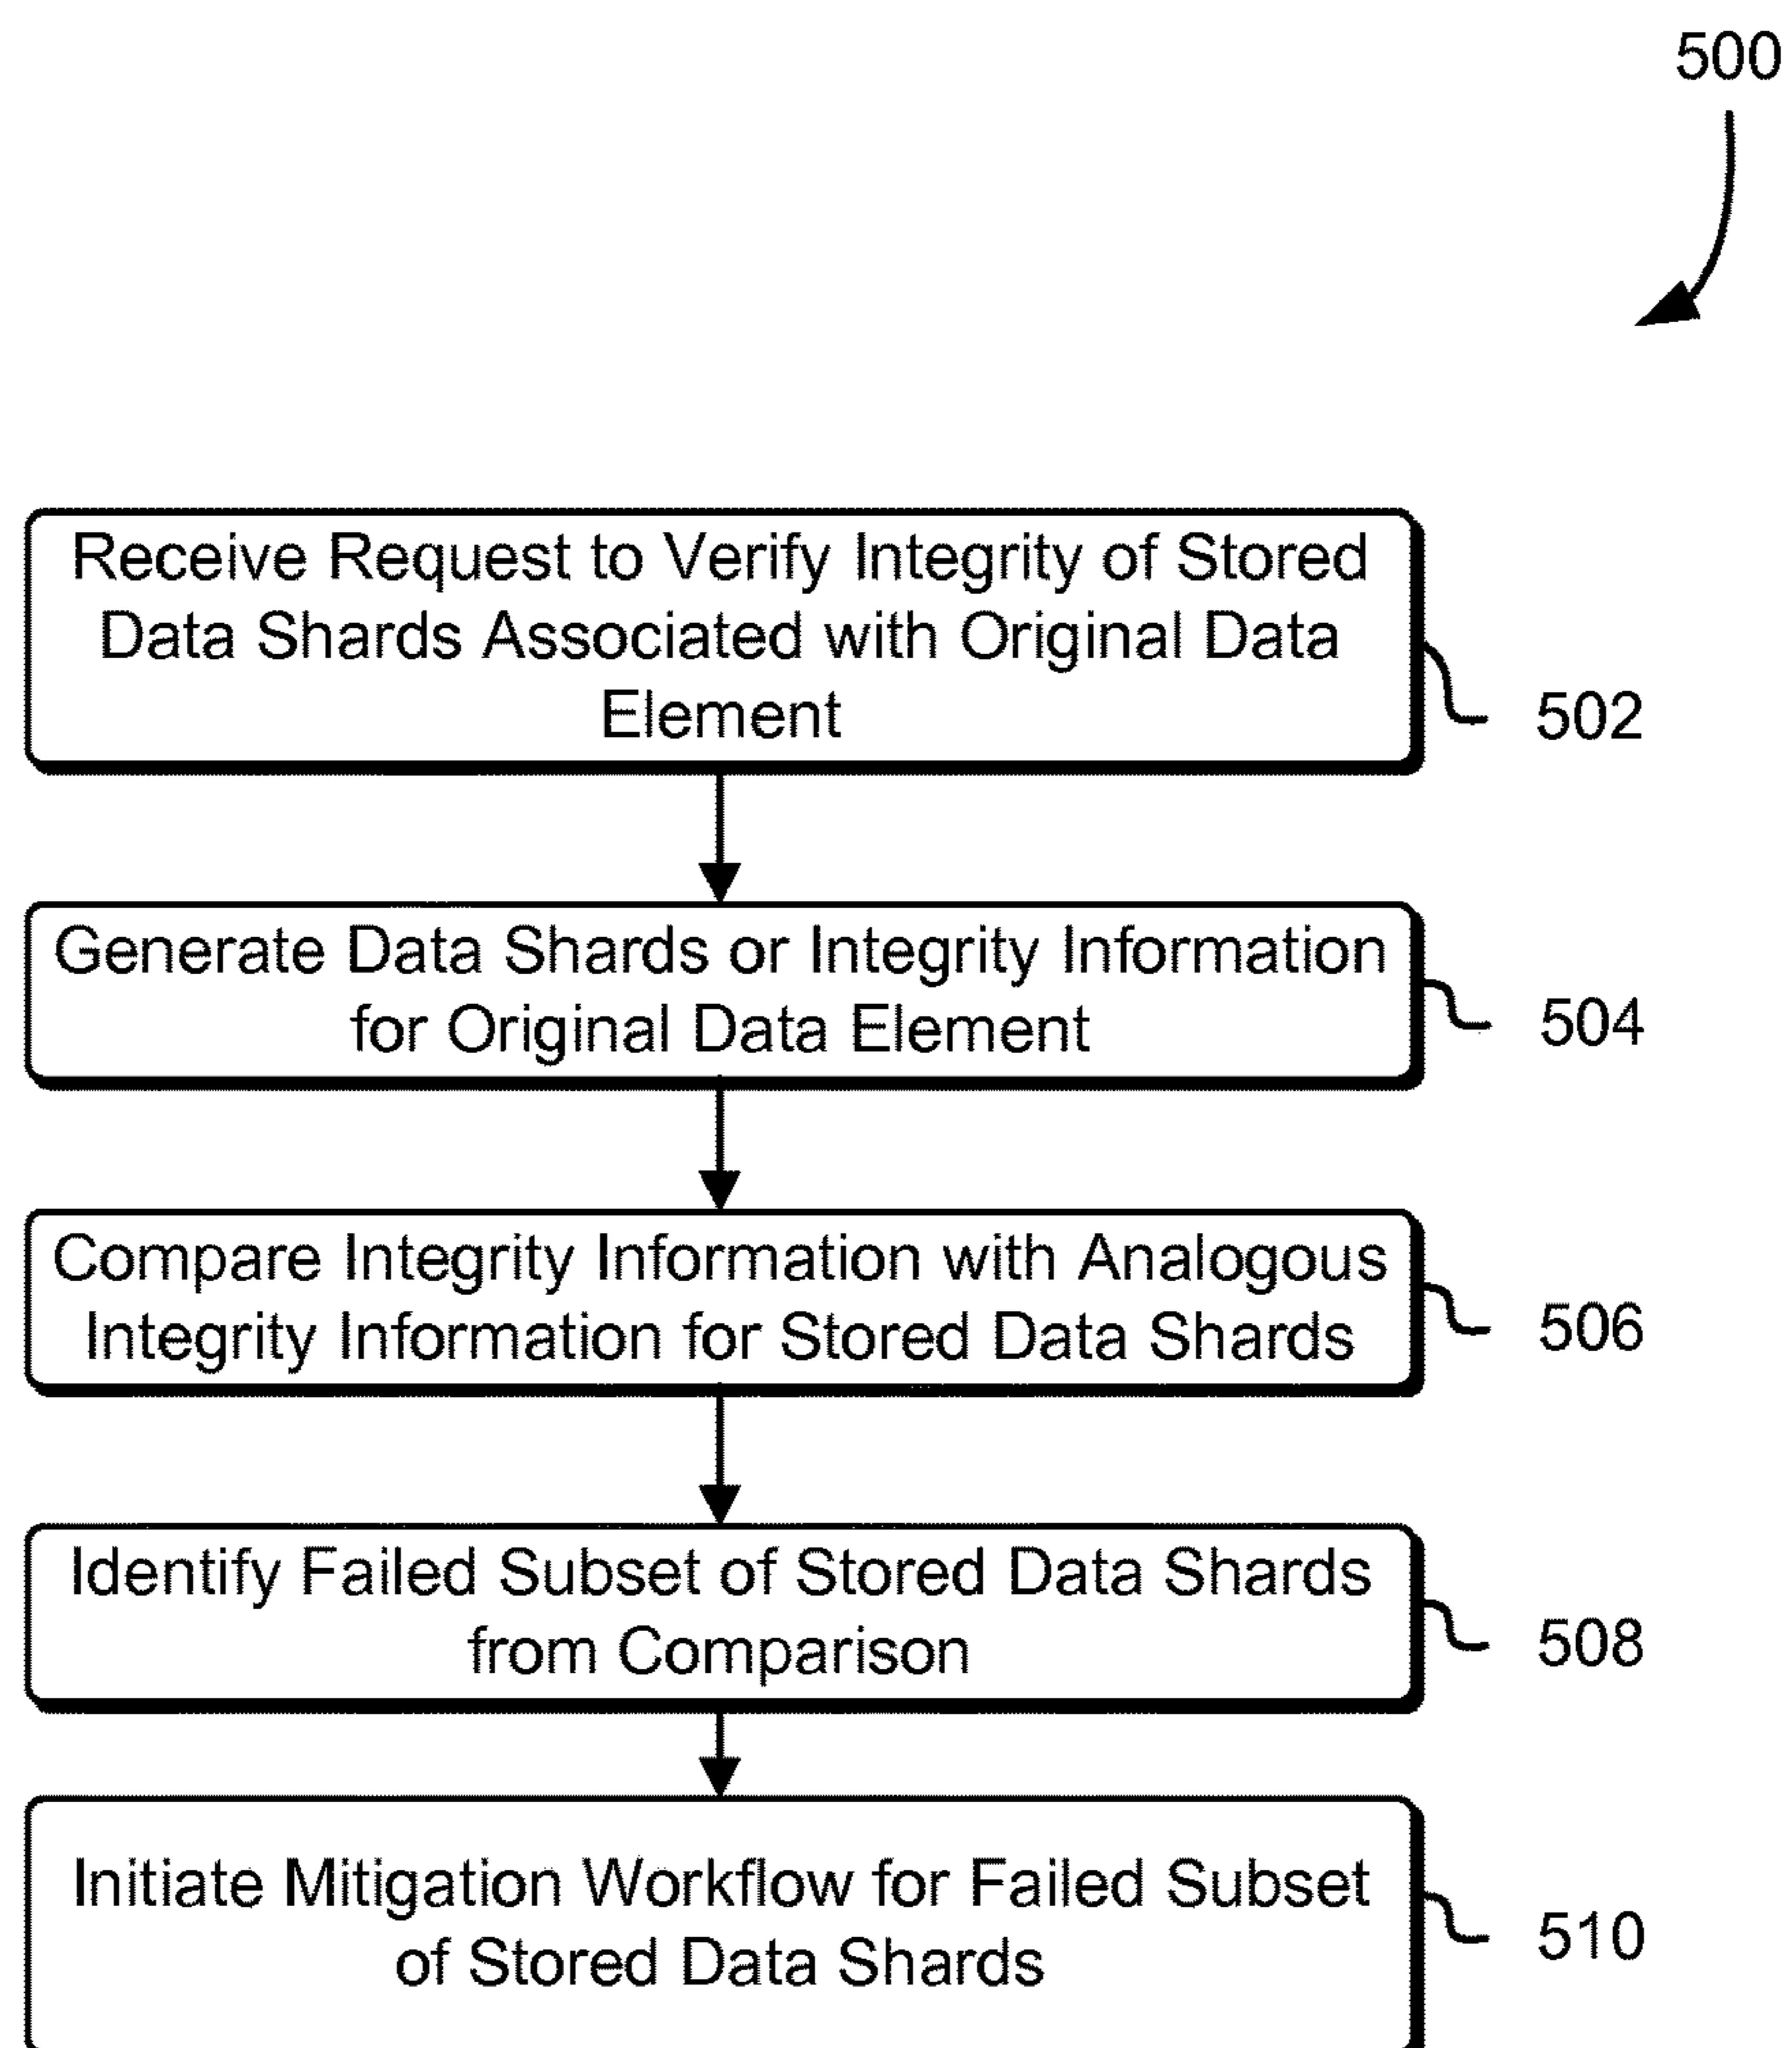 500
Receive Request to Verify Integrity of Stored
Data Shards Associated with Original Data
Element
502
Generate Data Shards or Integrity Information
for Original Data Element
504
Compare Integrity Information with Analogous
Integrity Information for Stored Data Shards
506
Identify Failed Subset of Stored Data Shards
from Comparison
508
Initiate Mitigation Workflow for Failed Subset
of Stored Data Shards
510